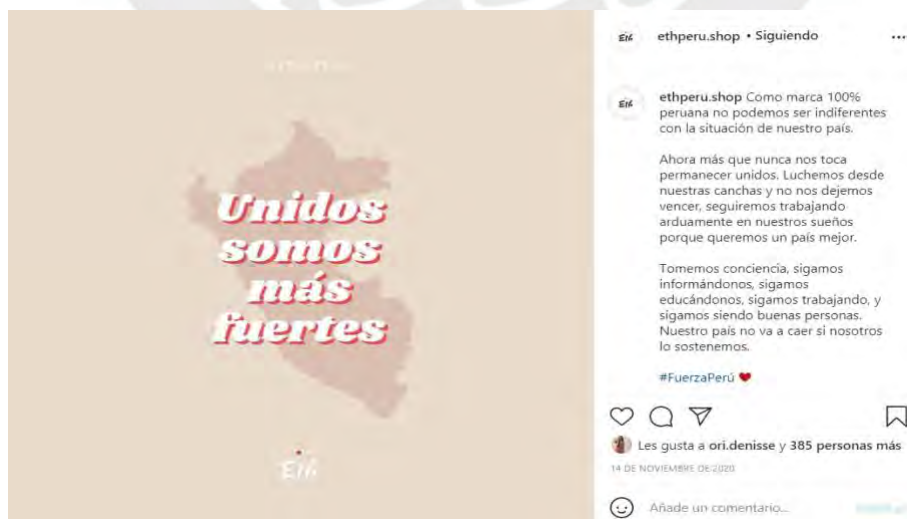 Unidos
somos
más
fuertes
Eth
Eth
ethperu.shop • Siguiendo
...
Eth
ethperu.shop Como marca 100%
peruana no podemos ser indiferentes
con la situación de nuestro país.
Ahora más que nunca nos toca
permanecer unidos. Luchemos desde
nuestras canchas y no nos dejemos
vencer, seguiremos trabajando
arduamente en nuestros sueños
porque queremos un país mejor.
Tomemos conciencia, sigamos
informándonos, sigamos
educándonos, sigamos trabajando, y
sigamos siendo buenas personas.
Nuestro país no va a caer si nosotros
lo sostenemos.
#FuerzaPerú ❤
Les gusta a ori.denisse y 385 personas más
14 DE NOVIEMBRE DE 2020
Añade un comentario...